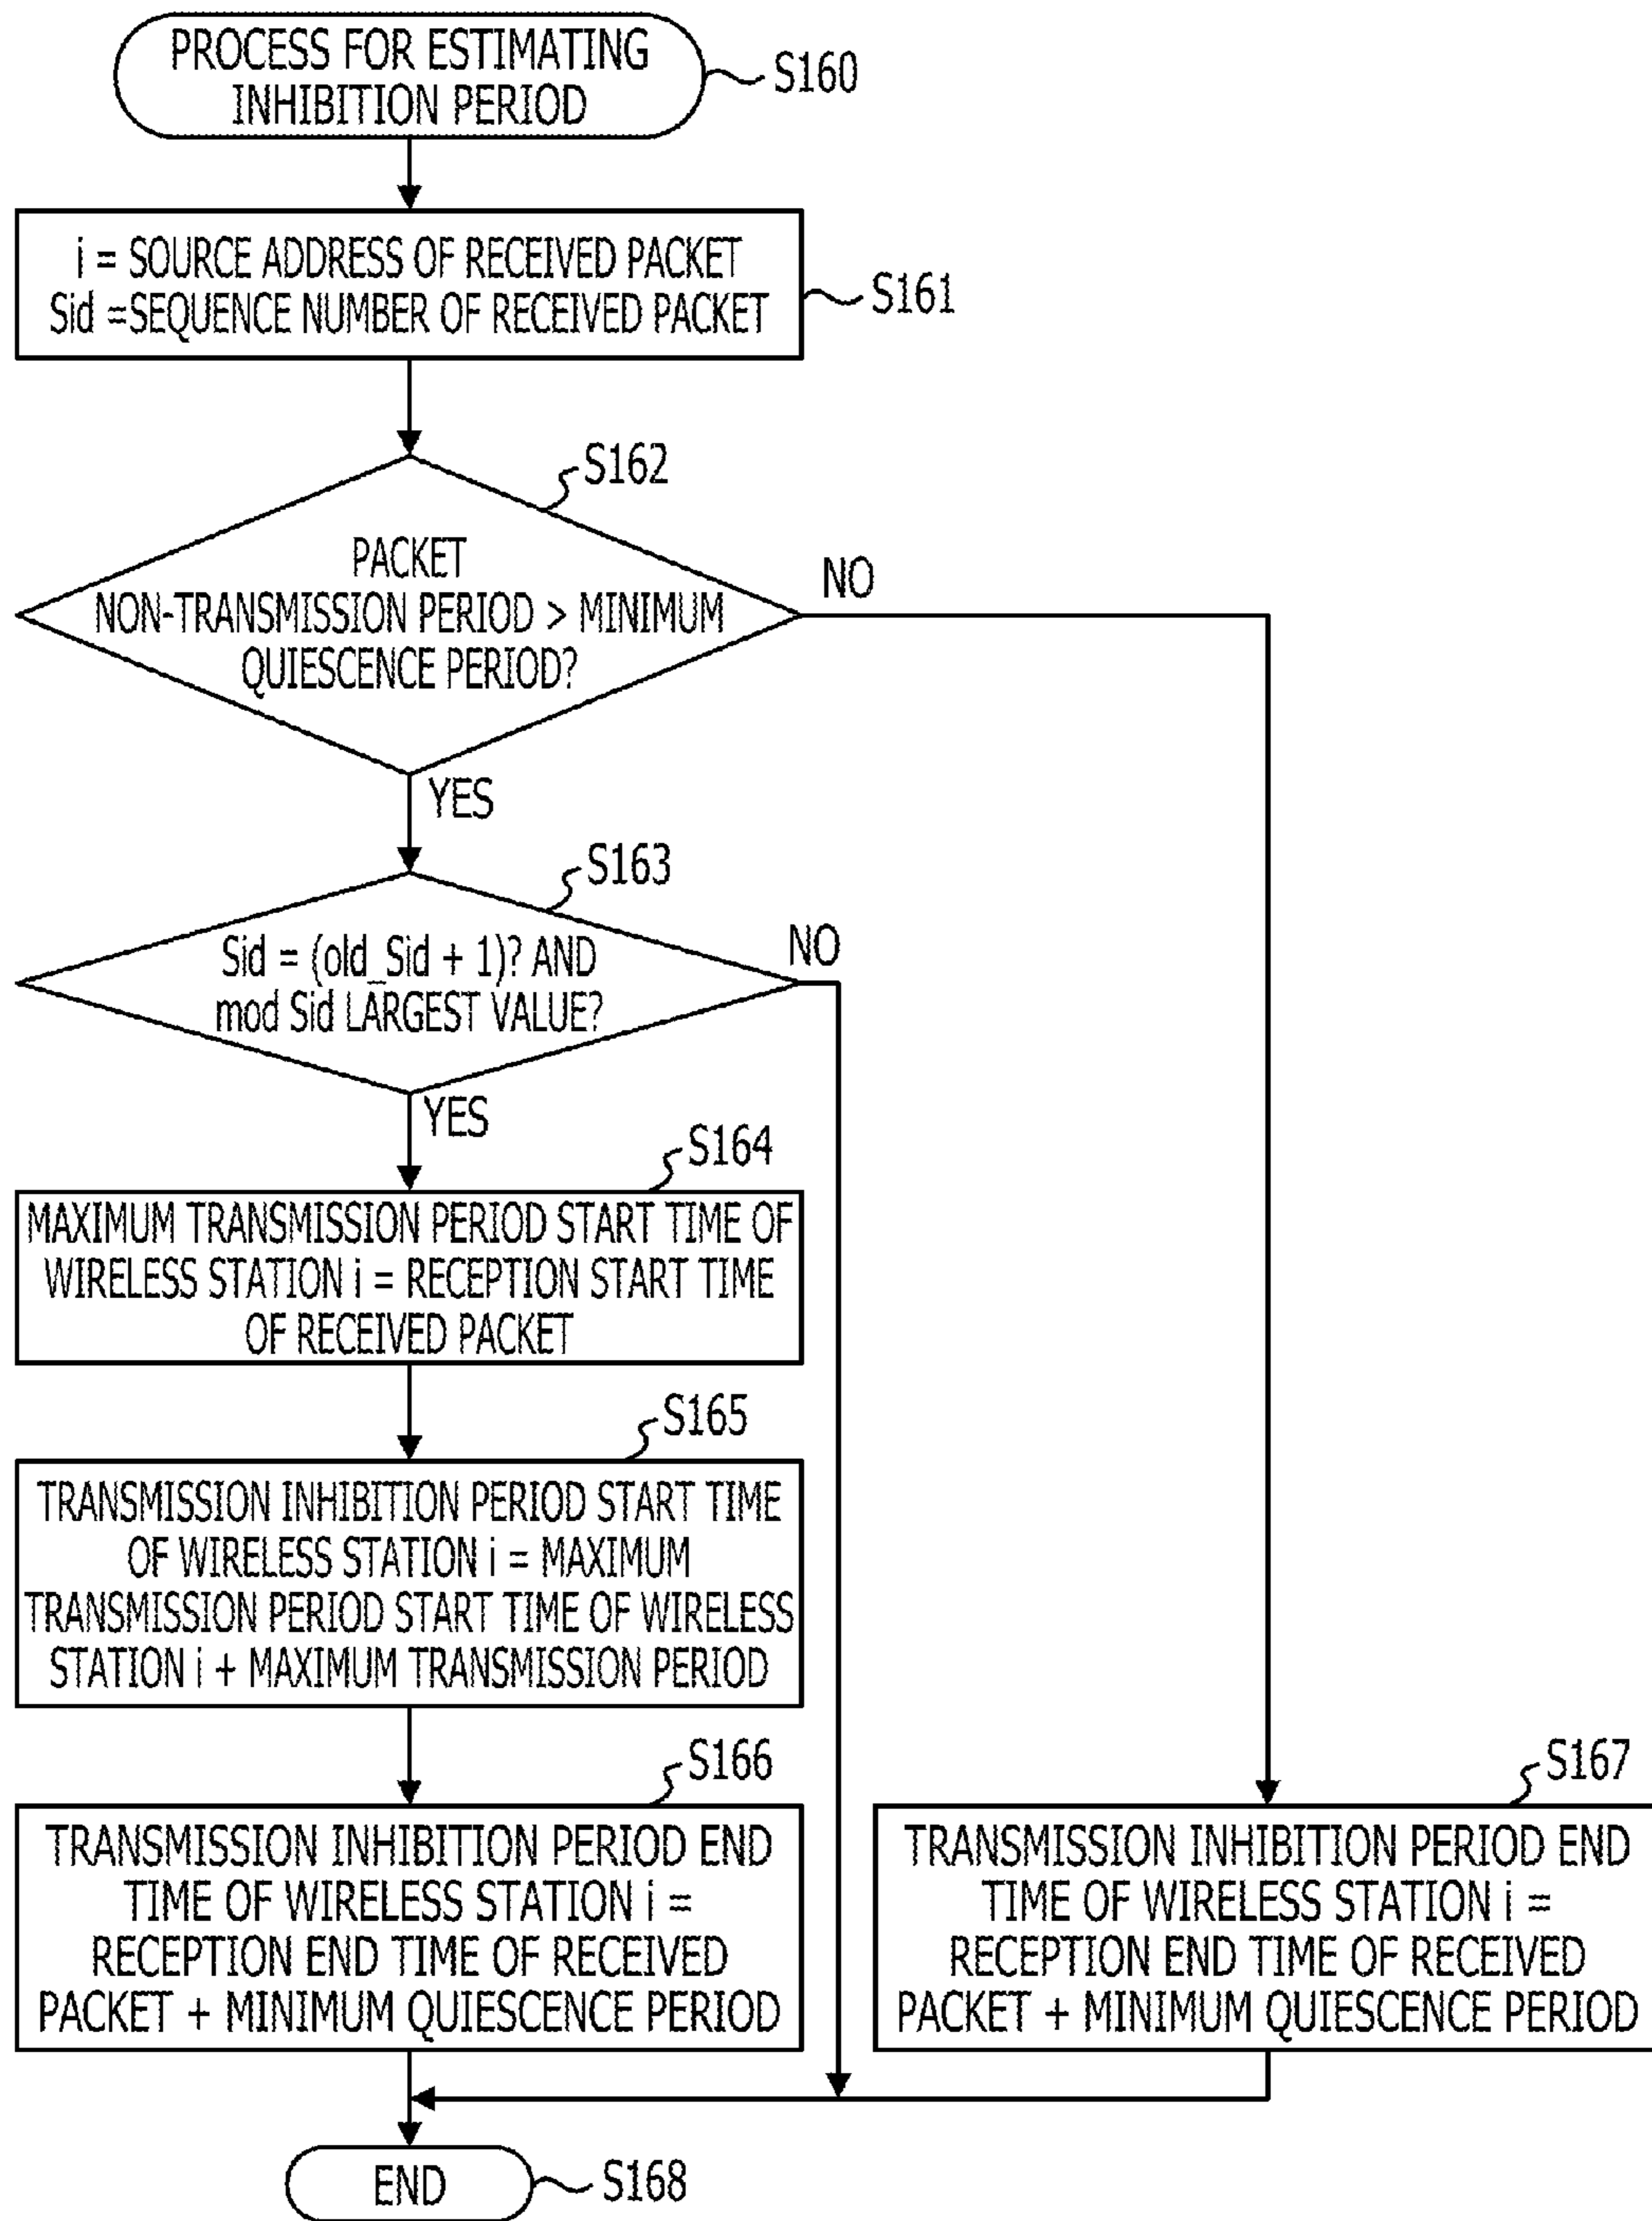 PROCESS FOR ESTIMATING
INHIBITION PERIOD
S160
i = SOURCE ADDRESS OF RECEIVED PACKET
Sid =SEQUENCE NUMBER OF RECEIVED PACKET
S161
S162
PACKET
NON-TRANSMISSION PERIOD > MINIMUM
QUIESCENCE PERIOD?
NO
YES
S163
Sid = (old_Sid + 1)? AND
mod Sid LARGEST VALUE?
NO
YES
S164
MAXIMUM TRANSMISSION PERIOD START TIME OF
WIRELESS STATION i = RECEPTION START TIME
OF RECEIVED PACKET
S165
TRANSMISSION INHIBITION PERIOD START TIME
OF WIRELESS STATION i = MAXIMUM
TRANSMISSION PERIOD START TIME OF WIRELESS
STATION i + MAXIMUM TRANSMISSION PERIOD
S166
TRANSMISSION INHIBITION PERIOD END
TIME OF WIRELESS STATION i =
RECEPTION END TIME OF RECEIVED
PACKET + MINIMUM QUIESCENCE PERIOD
S167
TRANSMISSION INHIBITION PERIOD END
TIME OF WIRELESS STATION i =
RECEPTION END TIME OF RECEIVED
PACKET + MINIMUM QUIESCENCE PERIOD
END
S168